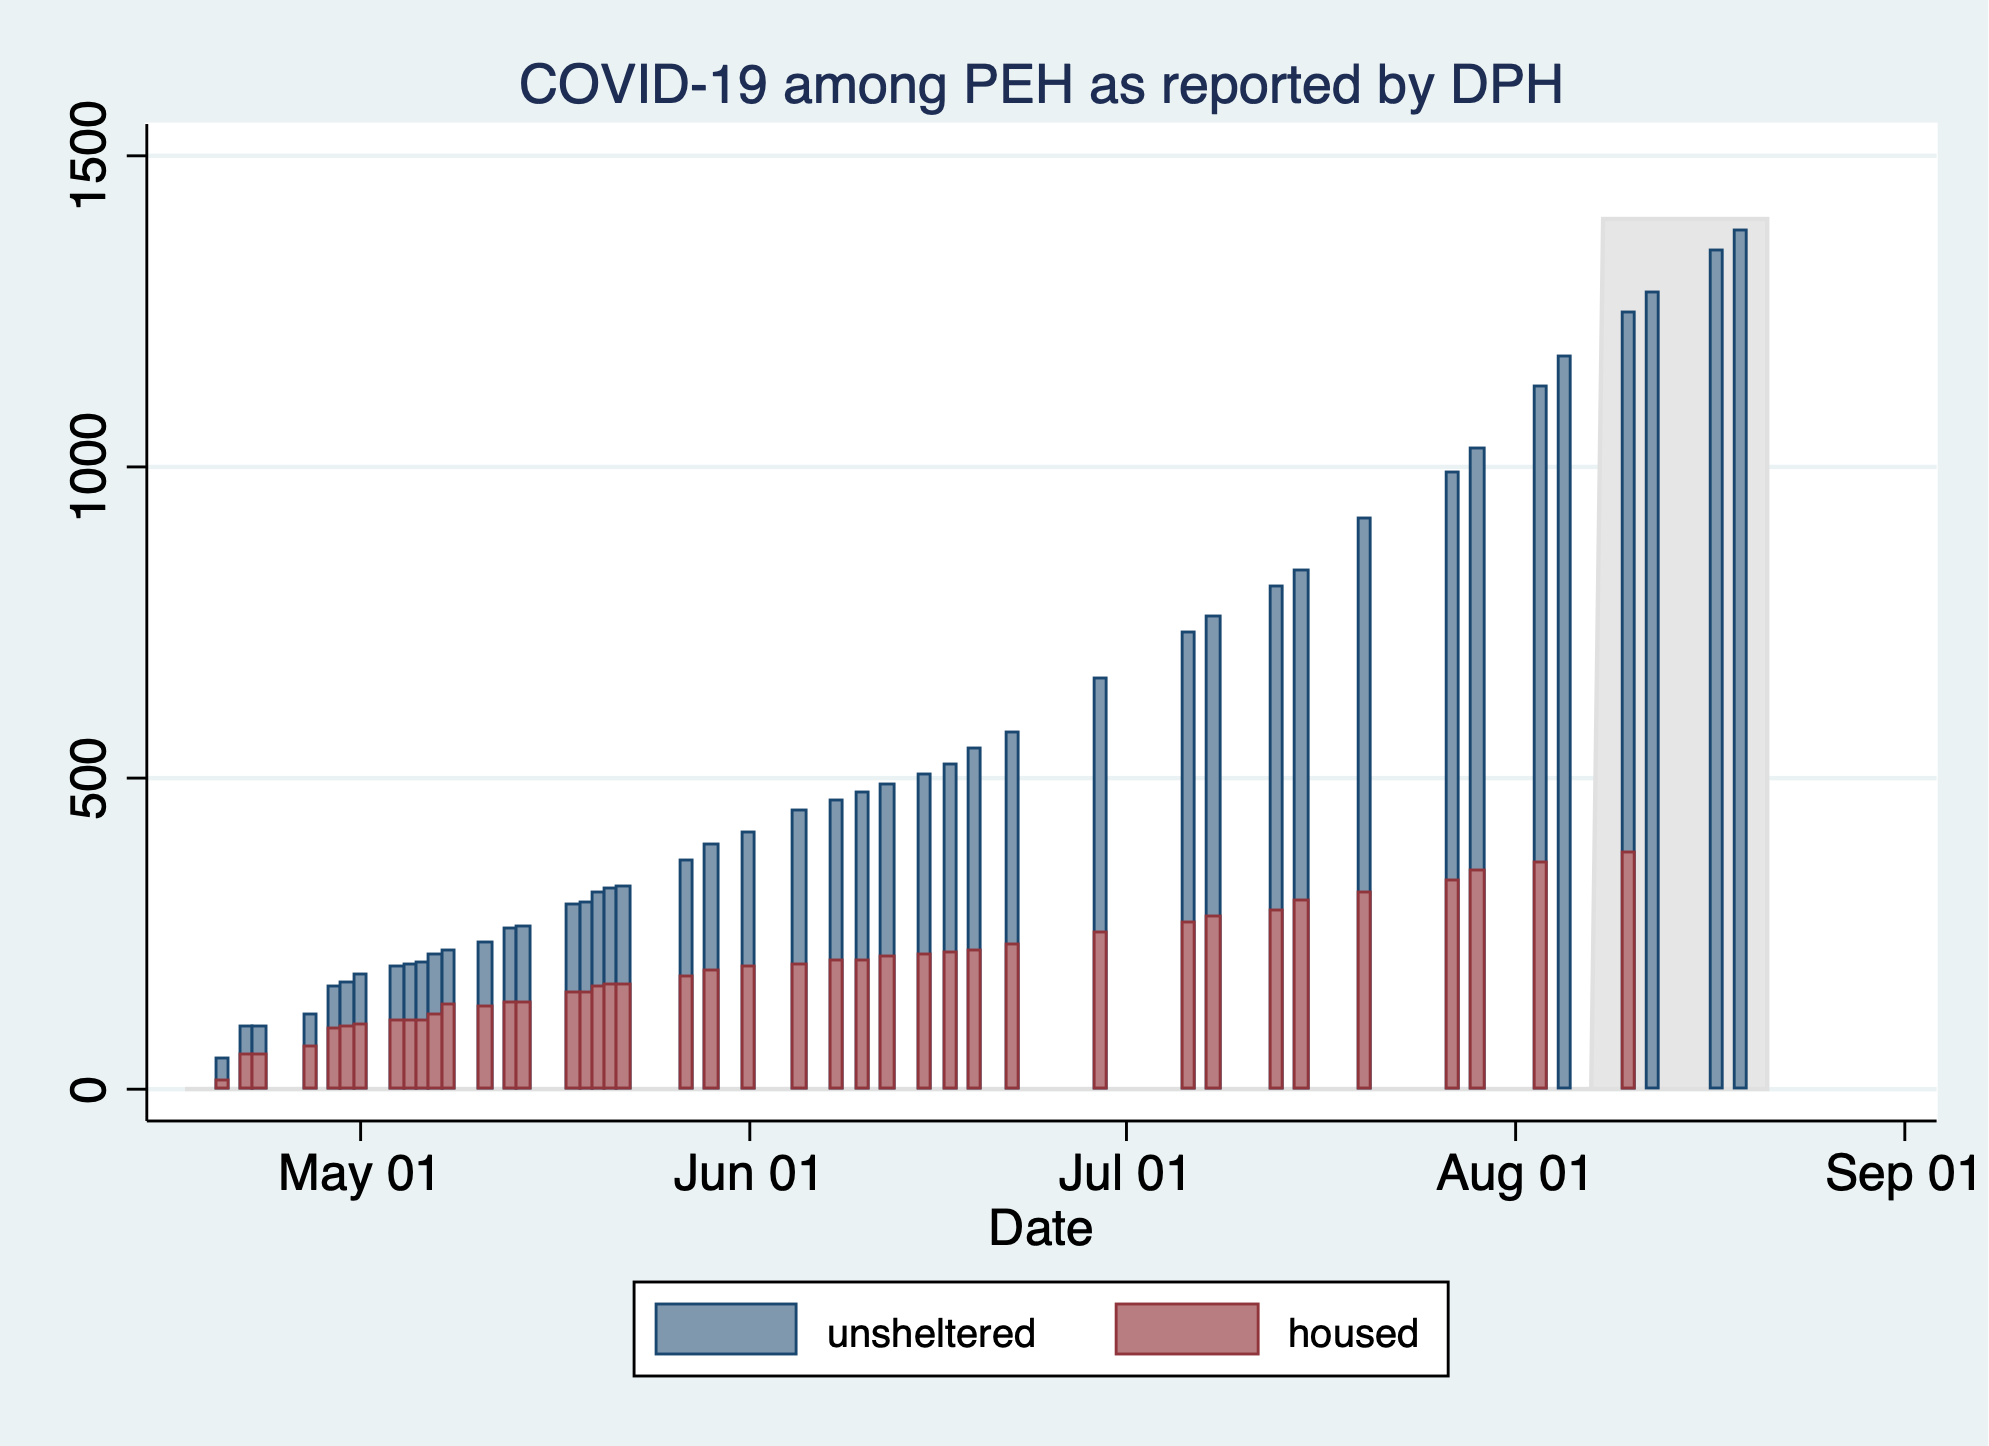 COVID-19 among PEH as reported by DPH
1500
1000
500
0
May 01 Jun 01 Jul 01 Aug 01 Sep 01
Date
unsheltered housed